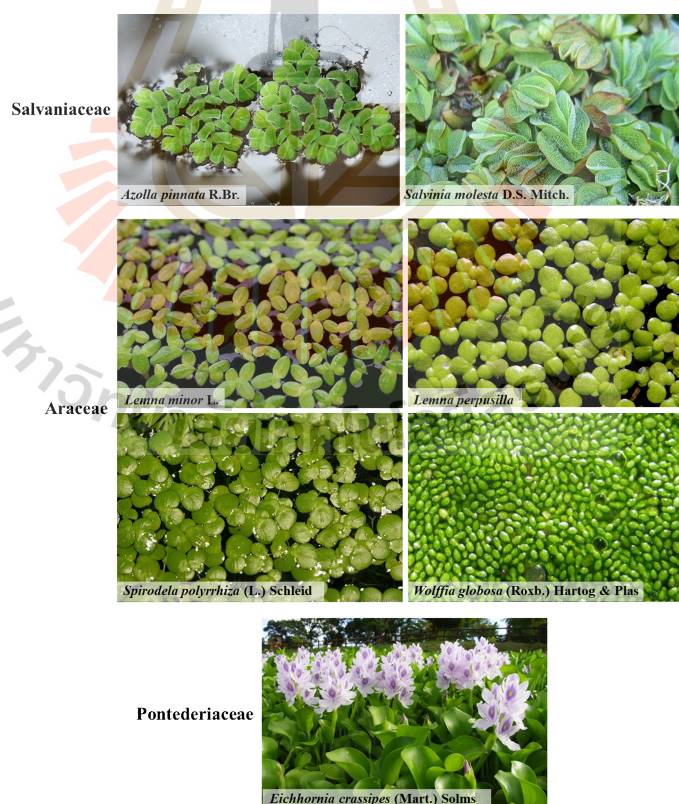 Salvaniaceae
Azolla pinnata R.Br.
Salvinia molesta D.S. Mitch.
Lemna minor L.
Lemna perpusilla
Araceae
Spirodela polyrrhiza (L.) Schleid
Wolffia globosa (Roxb.) Hartog & Plas
Pontederiaceae
Eichhornia crassipes (Mart.) Solms